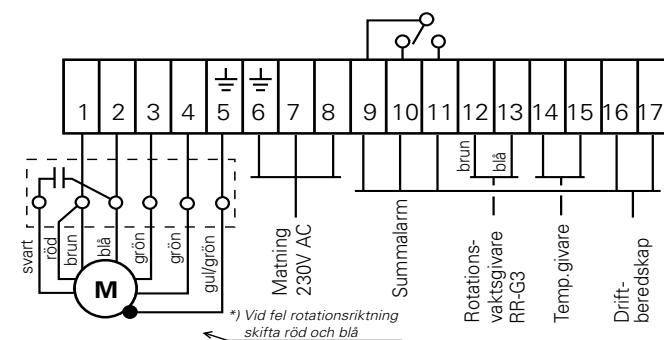 1 2 3 4 5 6 7 8 9 10 11 12 13 14 15 16 17
brun
blå
svart
röd
brun
blå
grön
grön
gul/grön
M
Matning
230V AC
Summalarm
Rotations-
vaktsgivare
RR-G3
Temp.givare
Drift-
beredskap
*) Vid fel rotationsriktning
skifta röd och blå